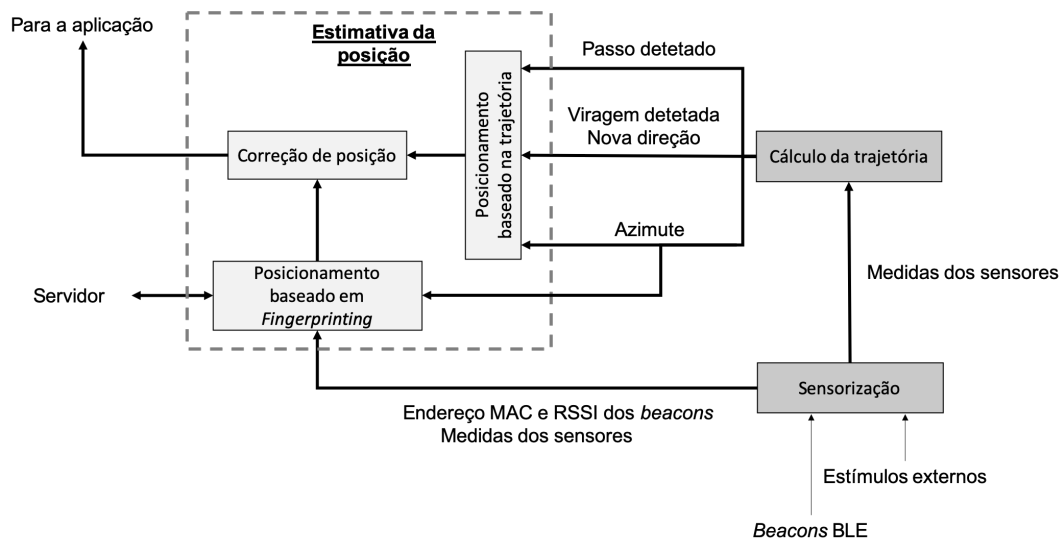 Para a aplicação
Estimativa da
posição
Passo detetado
Viragem detetada
Nova direção
Posicionamento
baseado na trajetória
Correção de posição
Cálculo da trajetória
Azimute
Posicionamento
baseado em
Fingerprinting
Servidor
Medidas dos sensores
Sensorização
Endereço MAC e RSSI dos beacons
Medidas dos sensores
Estímulos externos
Beacons BLE